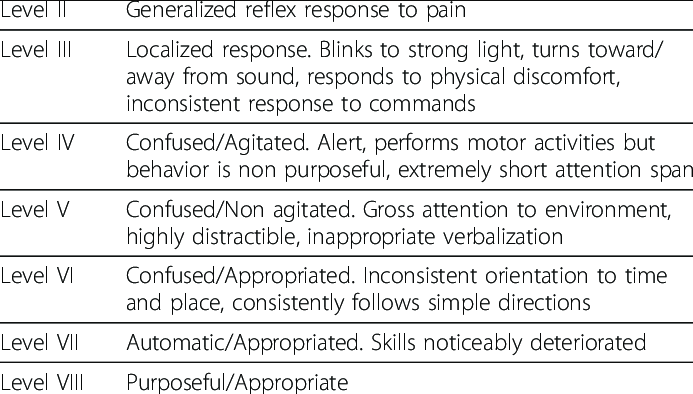 Level II Generalized reflex response to pain
Level III Localized response. Blinks to strong light, turns toward/
away from sound, responds to physical discomfort,
inconsistent response to commands
Level IV Confused/Agitated. Alert, performs motor activities but
behavior is non purposeful, extremely short attention span
Level V Confused/Non agitated. Gross attention to environment,
highly distractible, inappropriate verbalization
Level VI Confused/Appropriated. Inconsistent orientation to time
and place, consistently follows simple directions
Level VII Automatic/Appropriated. Skills noticeably deteriorated
Level VIII Purposeful/Appropriate